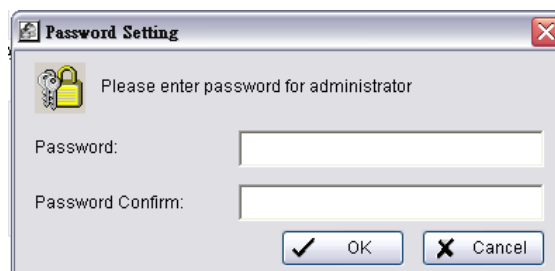 Password Setting
Please enter password for administrator
Password:
Password Confirm:
OK Cancel